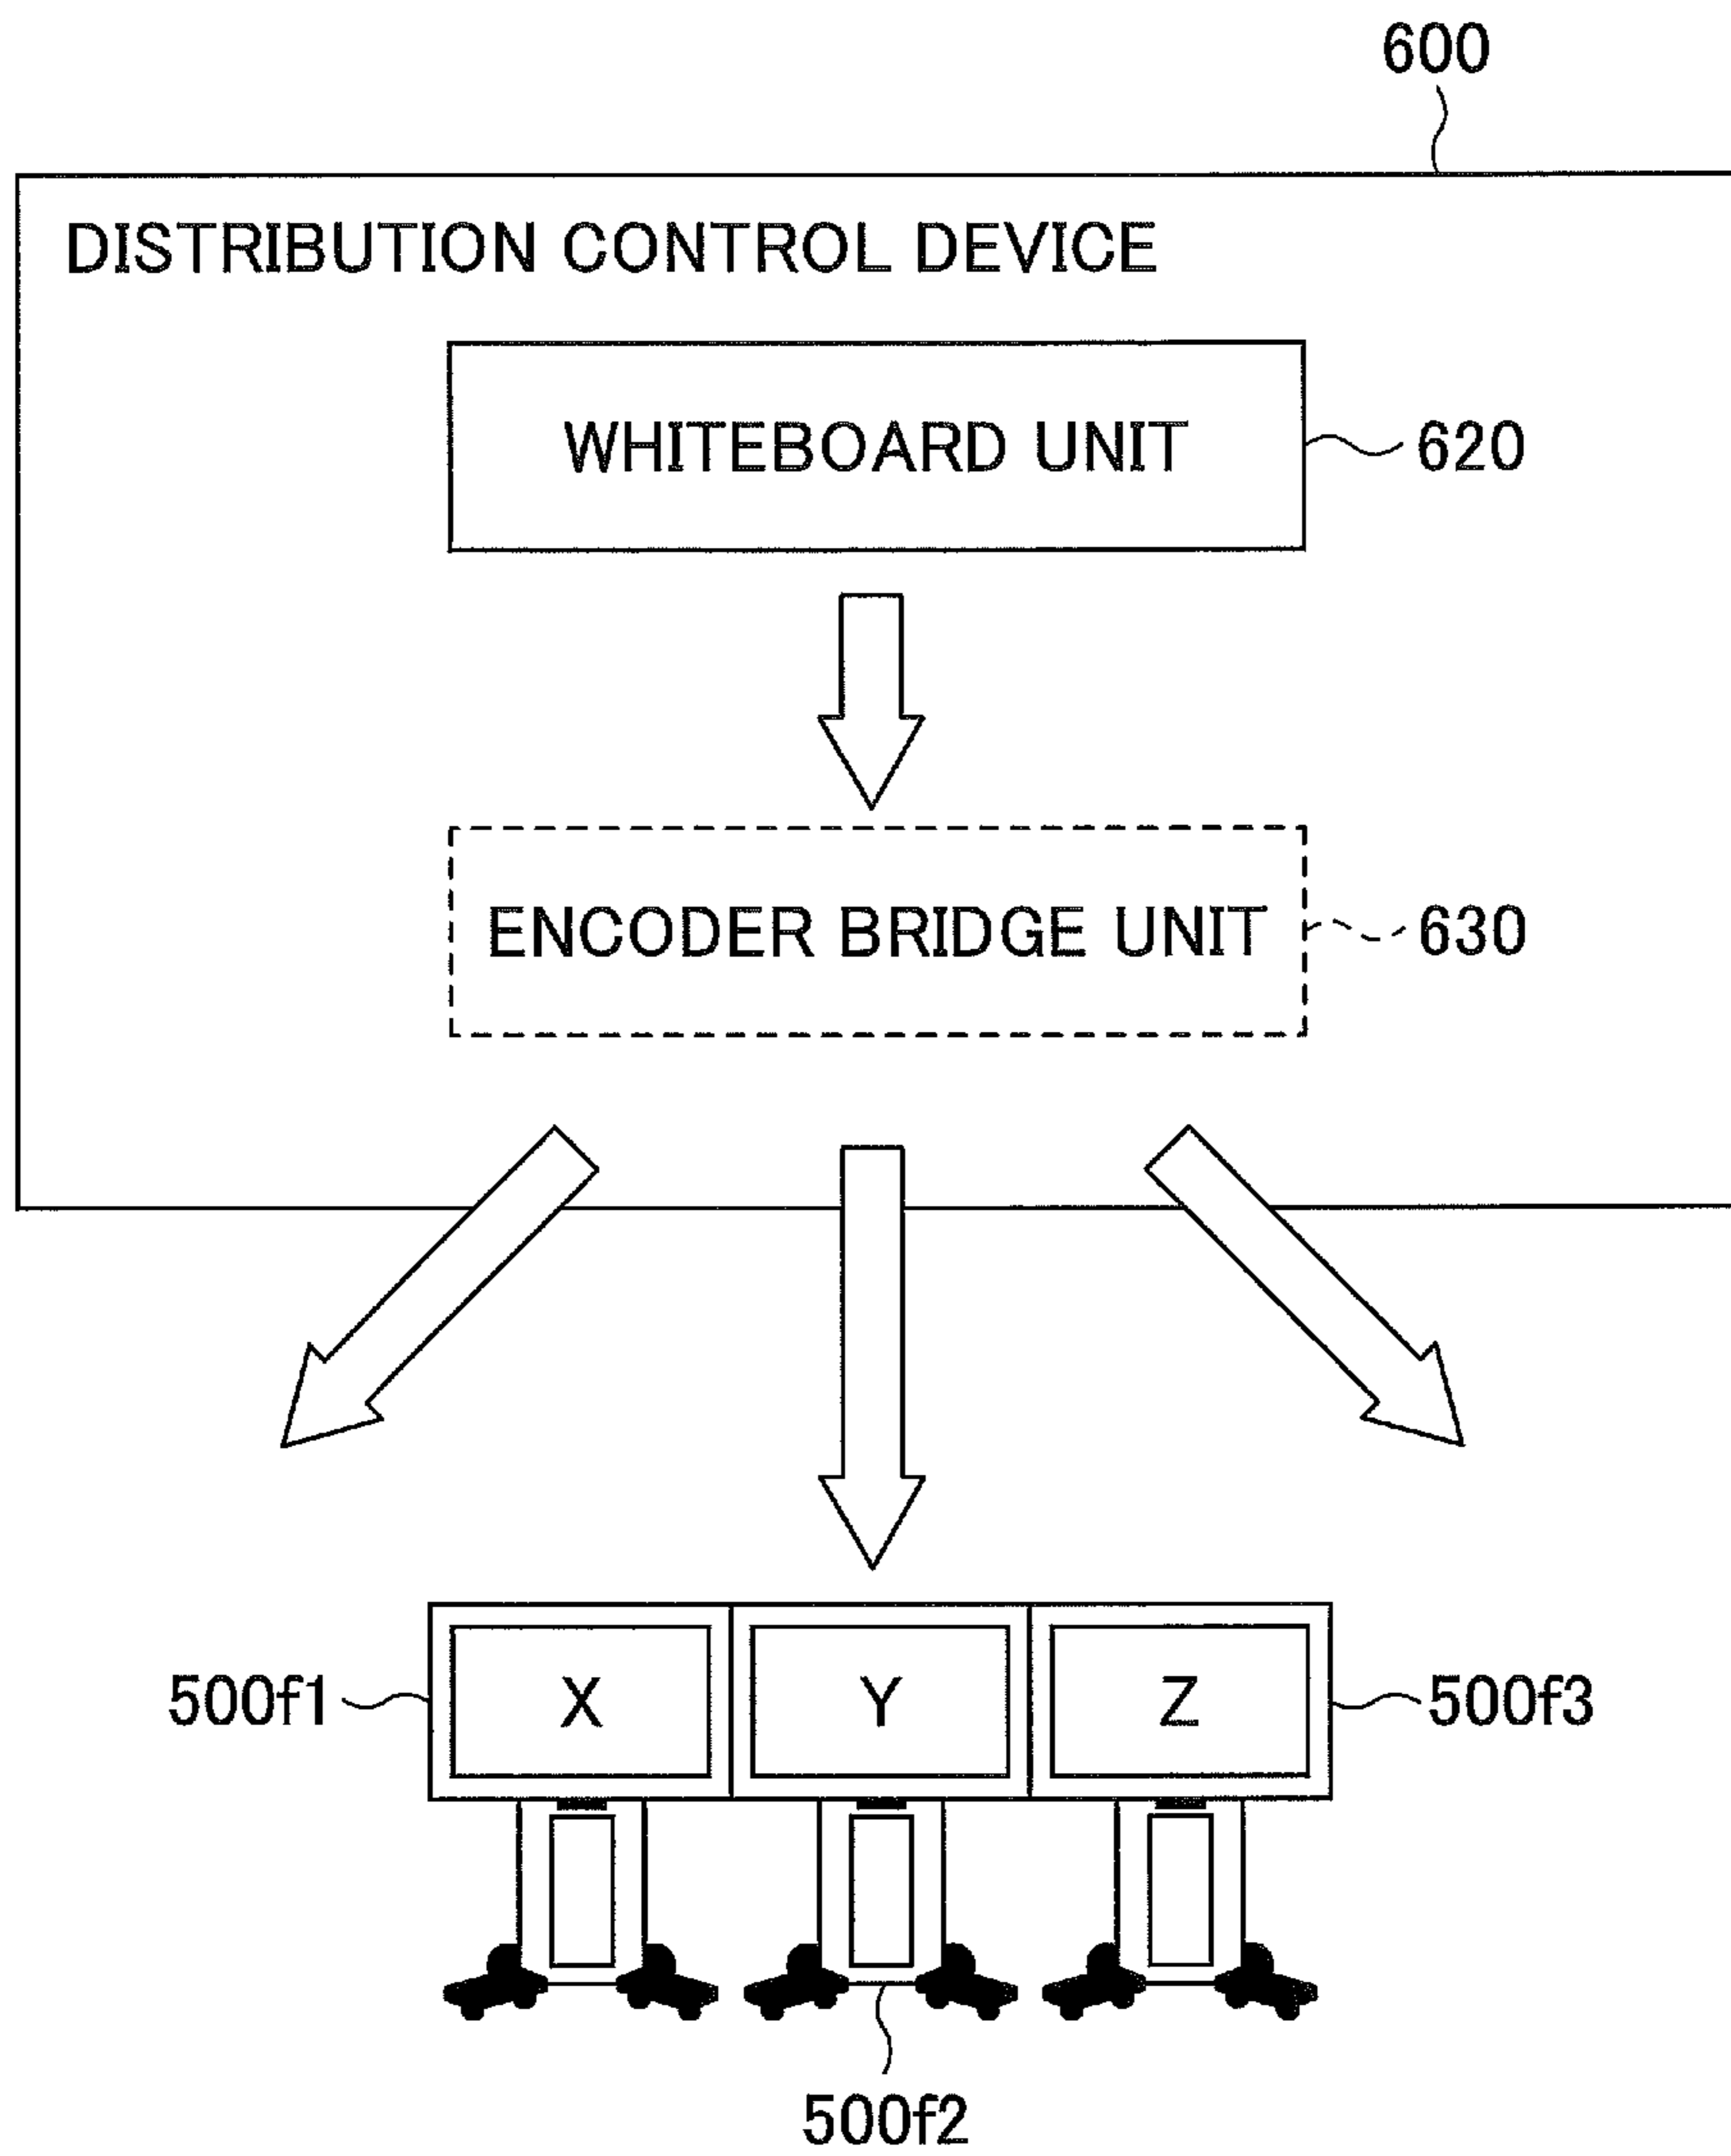 600
DISTRIBUTION CONTROL DEVICE
WHITEBOARD UNIT
620
ENCODER BRIDGE UNIT
630
500f1
X
Y
Z
500f3
500f2